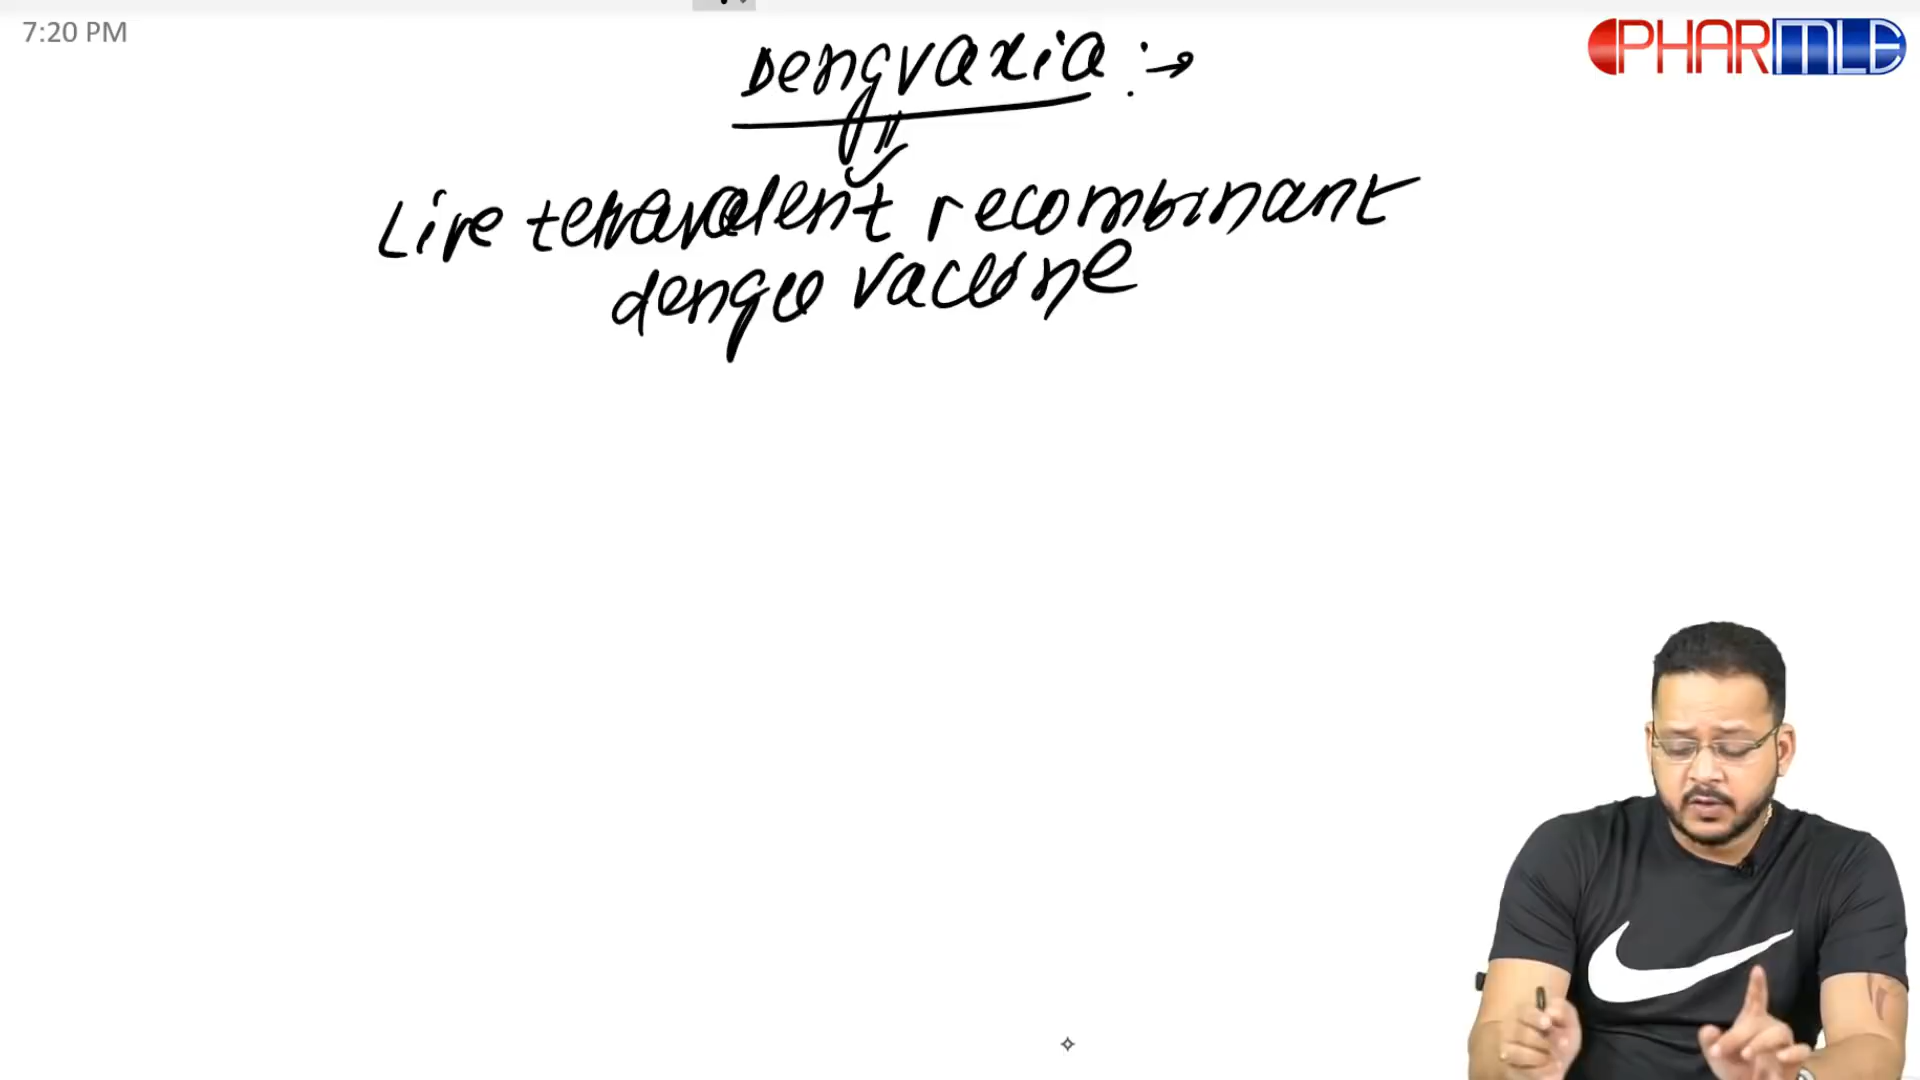 7:20 PM
PHARMLE
Dengvaxia :→
Live tetravalent recombinant
dengue vaccine